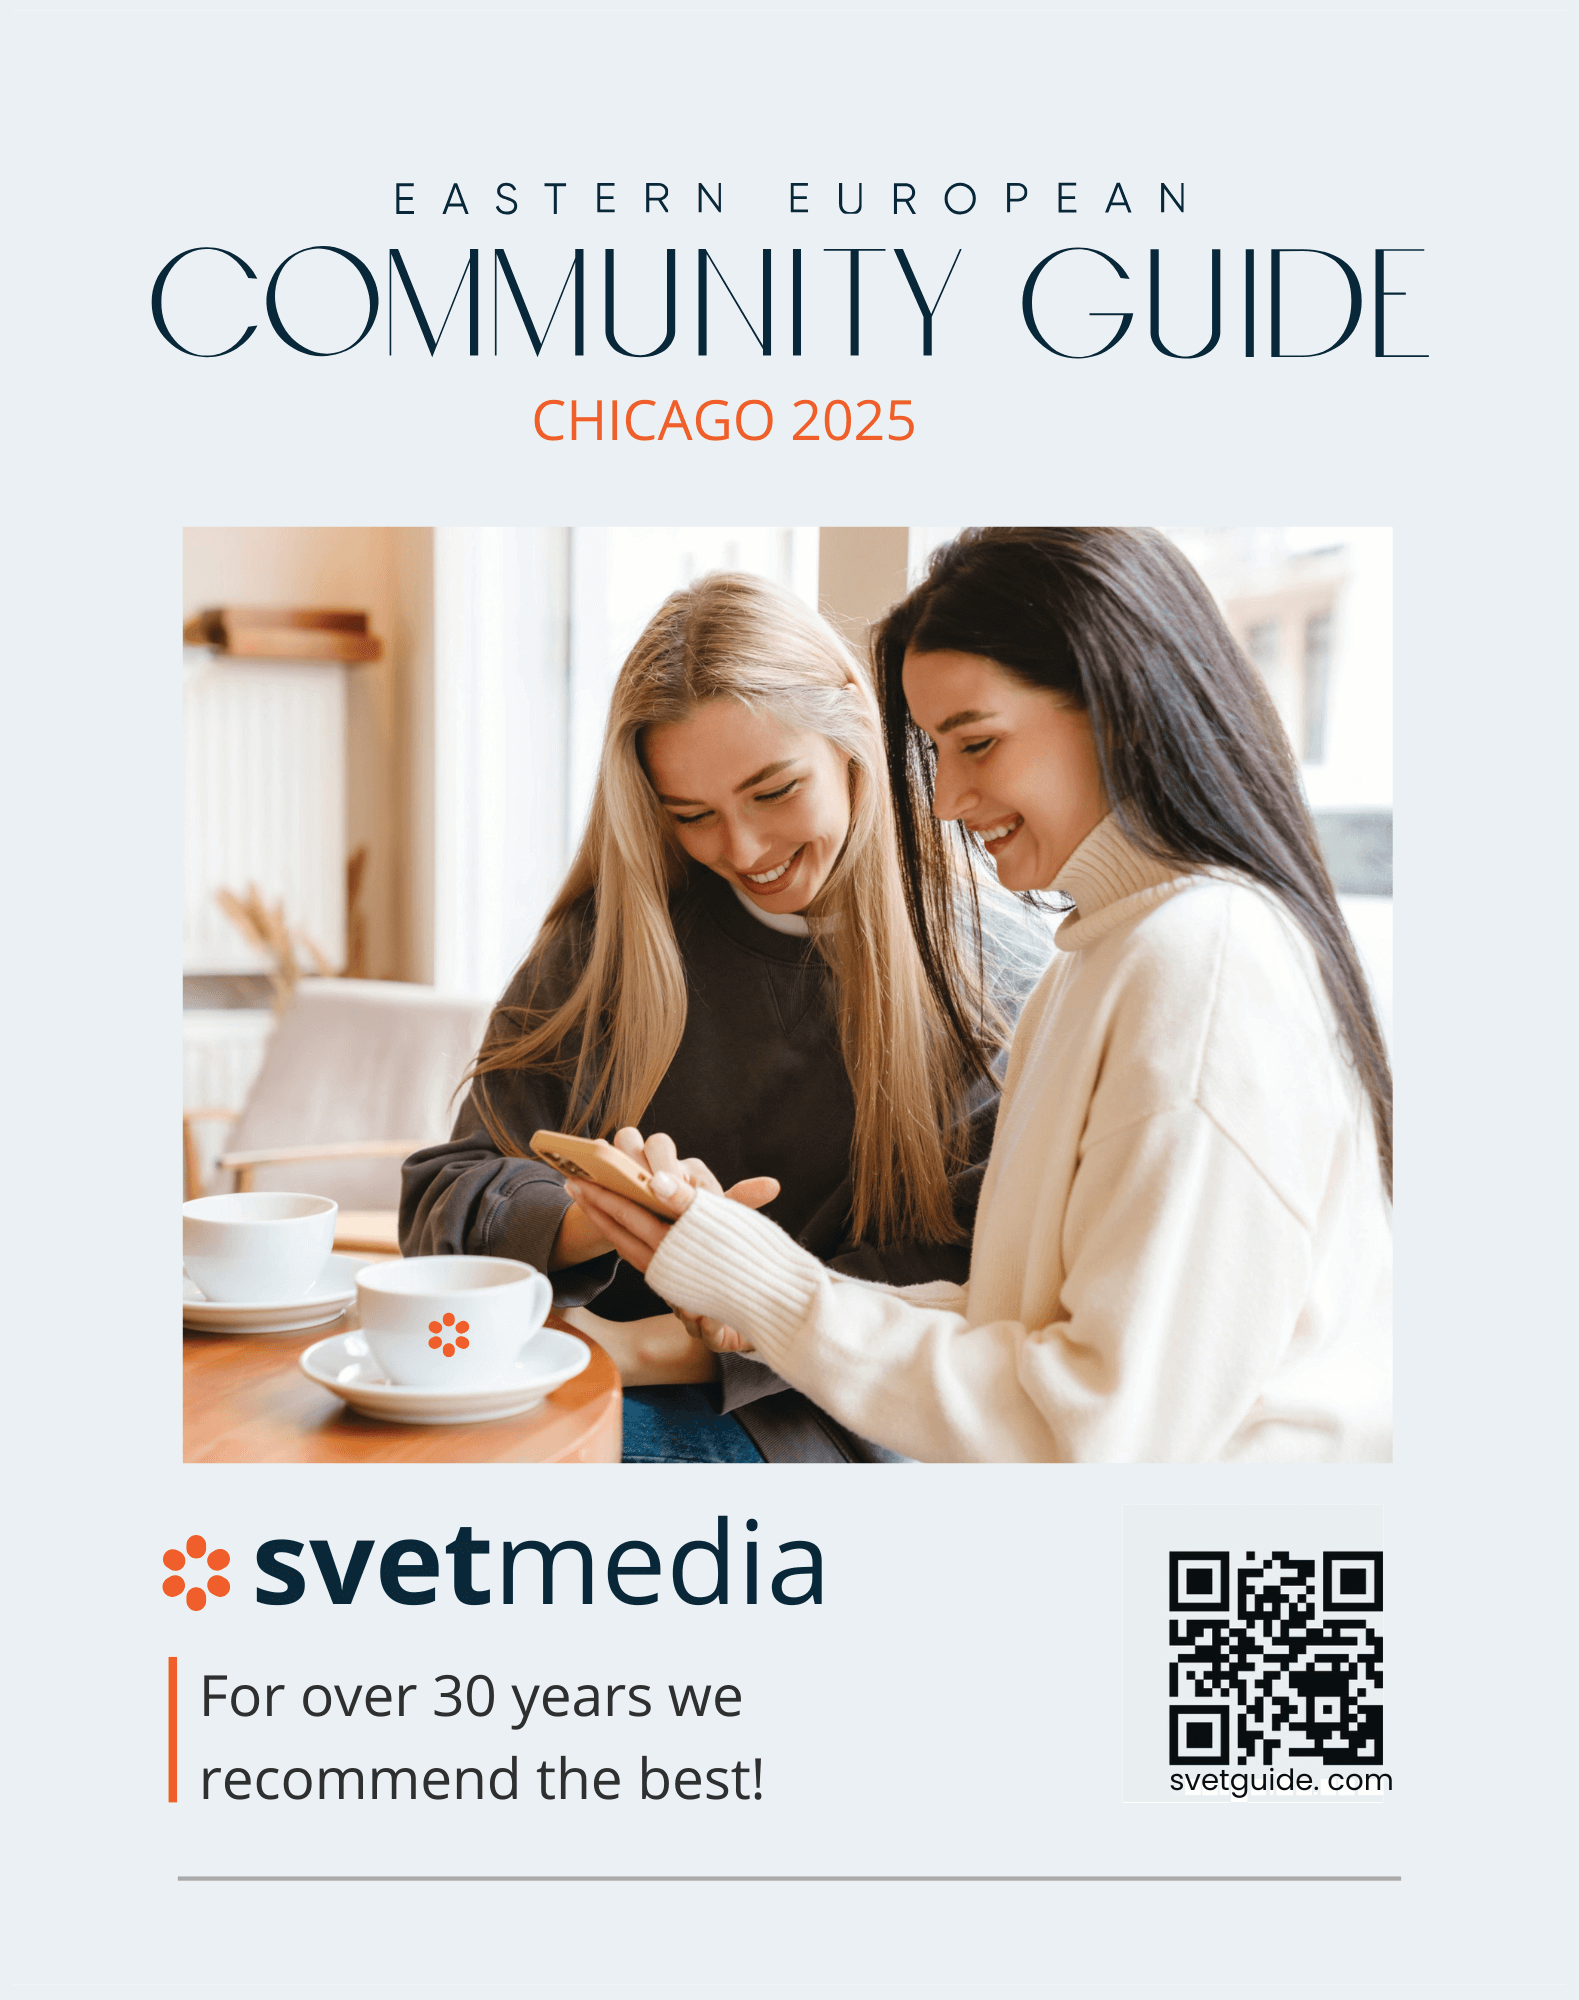 EASTERN EUROPEAN
COMMUNITY GUIDE
CHICAGO 2025
svetmedia
For over 30 years we
recommend the best!
svetguide. com